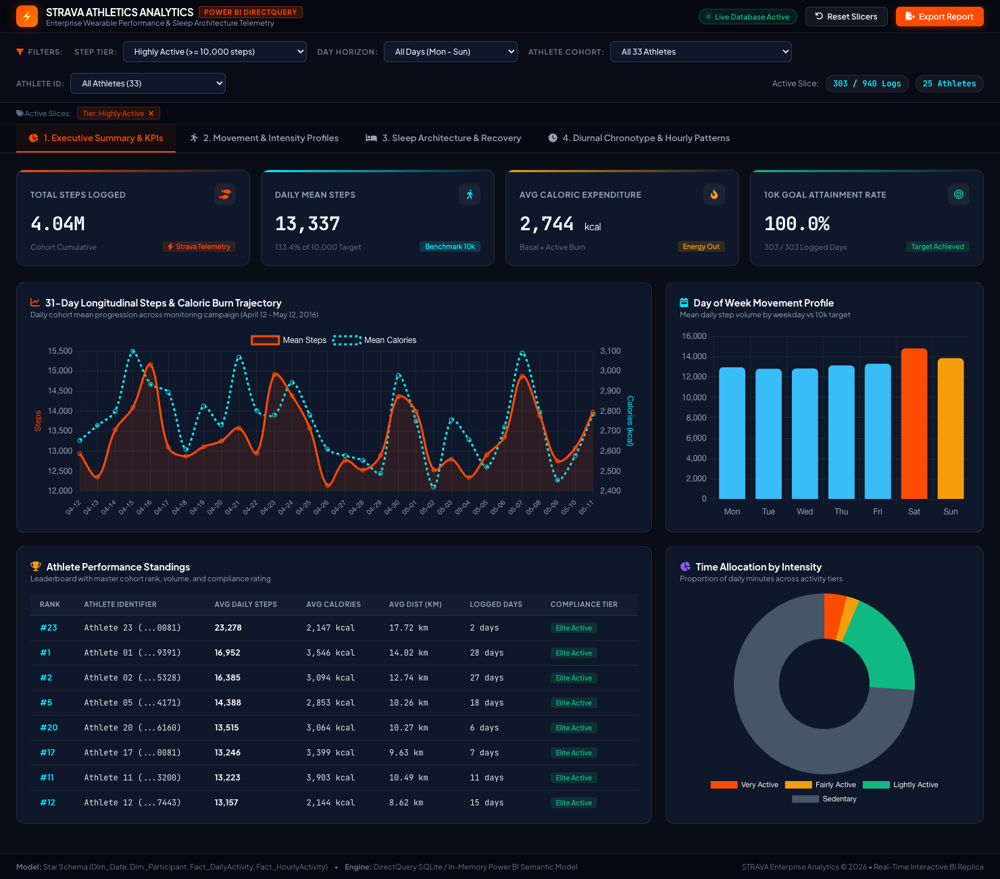 STRAVA ATHLETICS ANALYTICS POWER BI DIRECTQUERY
Enterprise Wearable Performance & Sleep Architecture Telemetry
Live Database Active Reset Slicers Export Report
FILTERS: STEP TIER: Highly Active (>= 10,000 steps) DAY HORIZON: All Days (Mon - Sun) ATHLETE COHORT: All 33 Athletes
ATHLETE ID: All Athletes (33) Active Slice: 303 / 940 Logs 25 Athletes
Active Slices: Tier: Highly Active ×
1. Executive Summary & KPIs 2. Movement & Intensity Profiles 3. Sleep Architecture & Recovery 4. Diurnal Chronotype & Hourly Patterns
TOTAL STEPS LOGGED
4.04M
Cohort Cumulative Strava Telemetry
DAILY MEAN STEPS
13,337
133.4% of 10,000 Target Benchmark 10k
AVG CALORIC EXPENDITURE
2,744 kcal
Basal + Active Burn Energy Out
10K GOAL ATTAINMENT RATE
100.0%
303 / 303 Logged Days Target Achieved
31-Day Longitudinal Steps & Caloric Burn Trajectory
Daily cohort mean progression across monitoring campaign (April 12 - May 12, 2016)
Mean Steps Mean Calories
15,500 3,100
15,000 3,000
14,500 2,900
14,000 2,800
13,500 2,700
13,000 2,600
12,500 2,500
12,000 2,400
Steps
Calories (kcal)
04-12 04-13 04-14 04-15 04-16 04-17 04-18 04-19 04-20 04-21 04-22 04-23 04-24 04-25 04-26 04-27 04-28 04-29 04-30 05-01 05-02 05-03 05-04 05-05 05-06 05-07 05-08 05-09 05-10 05-11
Day of Week Movement Profile
Mean daily step volume by weekday vs 10k target
16,000
14,000
12,000
10,000
8,000
6,000
4,000
2,000
0
Mon Tue Wed Thu Fri Sat Sun
Athlete Performance Standings
Leaderboard with master cohort rank, volume, and compliance rating
RANK ATHLETE IDENTIFIER AVG DAILY STEPS AVG CALORIES AVG DIST (KM) LOGGED DAYS COMPLIANCE TIER
#23 Athlete 23 (...0081) 23,278 2,147 kcal 17.72 km 2 days Elite Active
#1 Athlete 01 (...9391) 16,952 3,546 kcal 14.02 km 28 days Elite Active
#2 Athlete 02 (...5328) 16,385 3,094 kcal 12.74 km 27 days Elite Active
#5 Athlete 05 (...4171) 14,388 2,853 kcal 10.26 km 18 days Elite Active
#20 Athlete 20 (...6160) 13,515 3,064 kcal 10.27 km 6 days Elite Active
#17 Athlete 17 (...0081) 13,246 3,399 kcal 9.63 km 7 days Elite Active
#11 Athlete 11 (...3200) 13,223 3,903 kcal 10.49 km 11 days Elite Active
#12 Athlete 12 (...7443) 13,157 2,144 kcal 8.62 km 15 days Elite Active
Time Allocation by Intensity
Proportion of daily minutes across activity tiers
Very Active Fairly Active Lightly Active
Sedentary
Model: Star Schema (Dim_Date, Dim_Participant, Fact_DailyActivity, Fact_HourlyActivity) • Engine: DirectQuery SQLite / In-Memory Power BI Semantic Model
STRAVA Enterprise Analytics © 2026 • Real-Time Interactive BI Replica